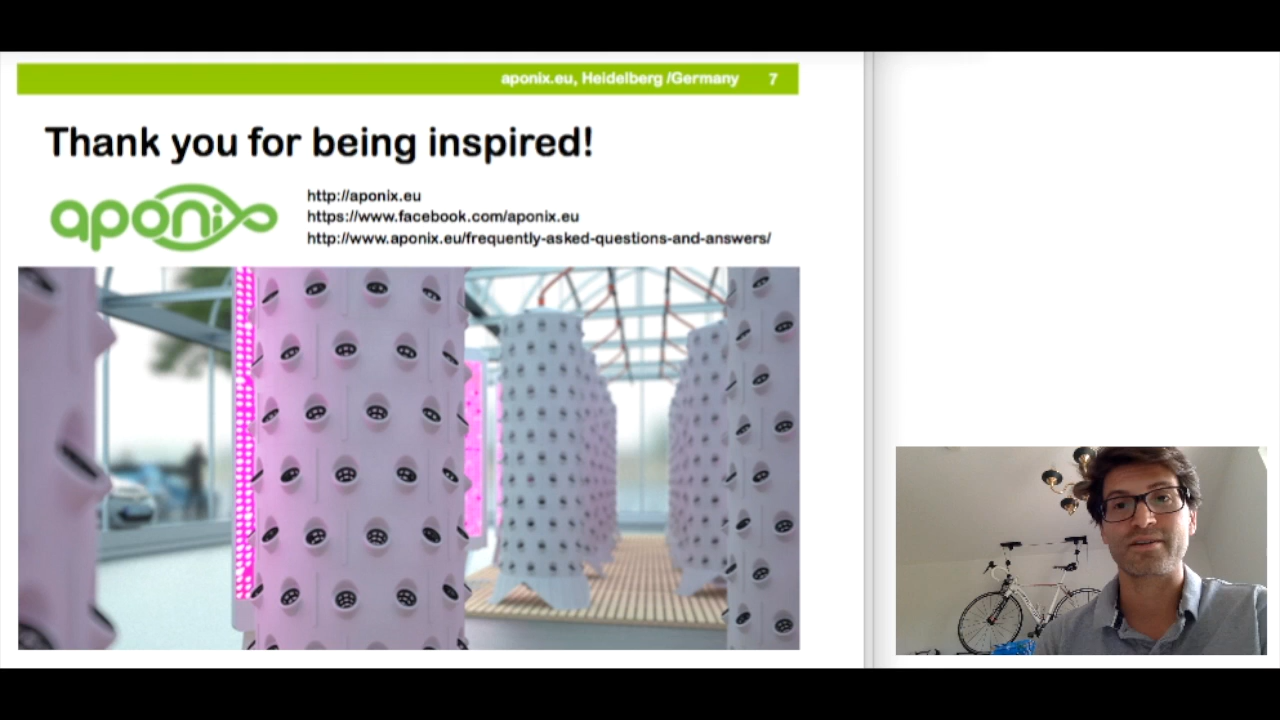 aponix.eu, Heidelberg /Germany 7
Thank you for being inspired!
aponix
http://aponix.eu
https://www.facebook.com/aponix.eu
http://www.aponix.eu/frequently-asked-questions-and-answers/